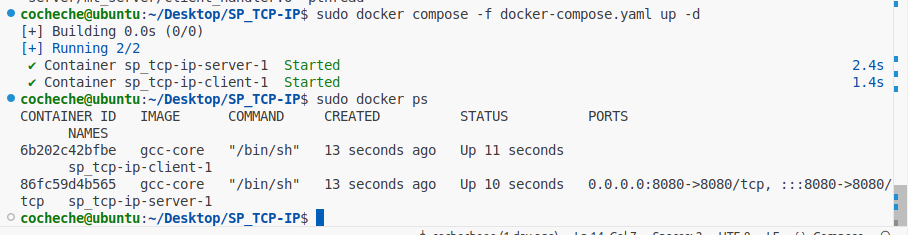 cocheche@ubuntu:~/Desktop/SP_TCP-IP$ sudo docker compose -f docker-compose.yaml up -d
[+] Building 0.0s (0/0)
[+] Running 2/2
✔ Container sp_tcp-ip-server-1  Started  2.4s
✔ Container sp_tcp-ip-client-1  Started  1.4s
cocheche@ubuntu:~/Desktop/SP_TCP-IP$ sudo docker ps
CONTAINER ID   IMAGE      COMMAND     CREATED          STATUS          PORTS
NAMES
6b202c42bfbe   gcc-core   "/bin/sh"   13 seconds ago   Up 11 seconds
sp_tcp-ip-client-1
86fc59d4b565   gcc-core   "/bin/sh"   13 seconds ago   Up 10 seconds   0.0.0.0:8080->8080/tcp, :::8080->8080/
tcp   sp_tcp-ip-server-1
cocheche@ubuntu:~/Desktop/SP_TCP-IP$